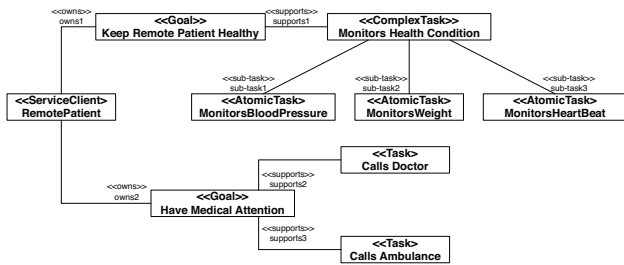 <<owns>>
owns1
<<Goal>>
Keep Remote Patient Healthy
<<supports>>
supports1
<<ComplexTask>
Monitors Health Condition
<<sub-task>>
sub-task1
<<sub-task>>
sub-task2
<<sub-task>>
sub-task3
<<ServiceClient>
RemotePatient
<<AtomicTask>
MonitorsBloodPressure
<<AtomicTask>
MonitorsWeight
<<AtomicTask>
MonitorsHeartBeat
<<owns>>
owns2
<<Goal>>
Have Medical Attention
<<supports>>
supports2
<<Task>
Calls Doctor
<<supports>>
supports3
<<Task>
Calls Ambulance